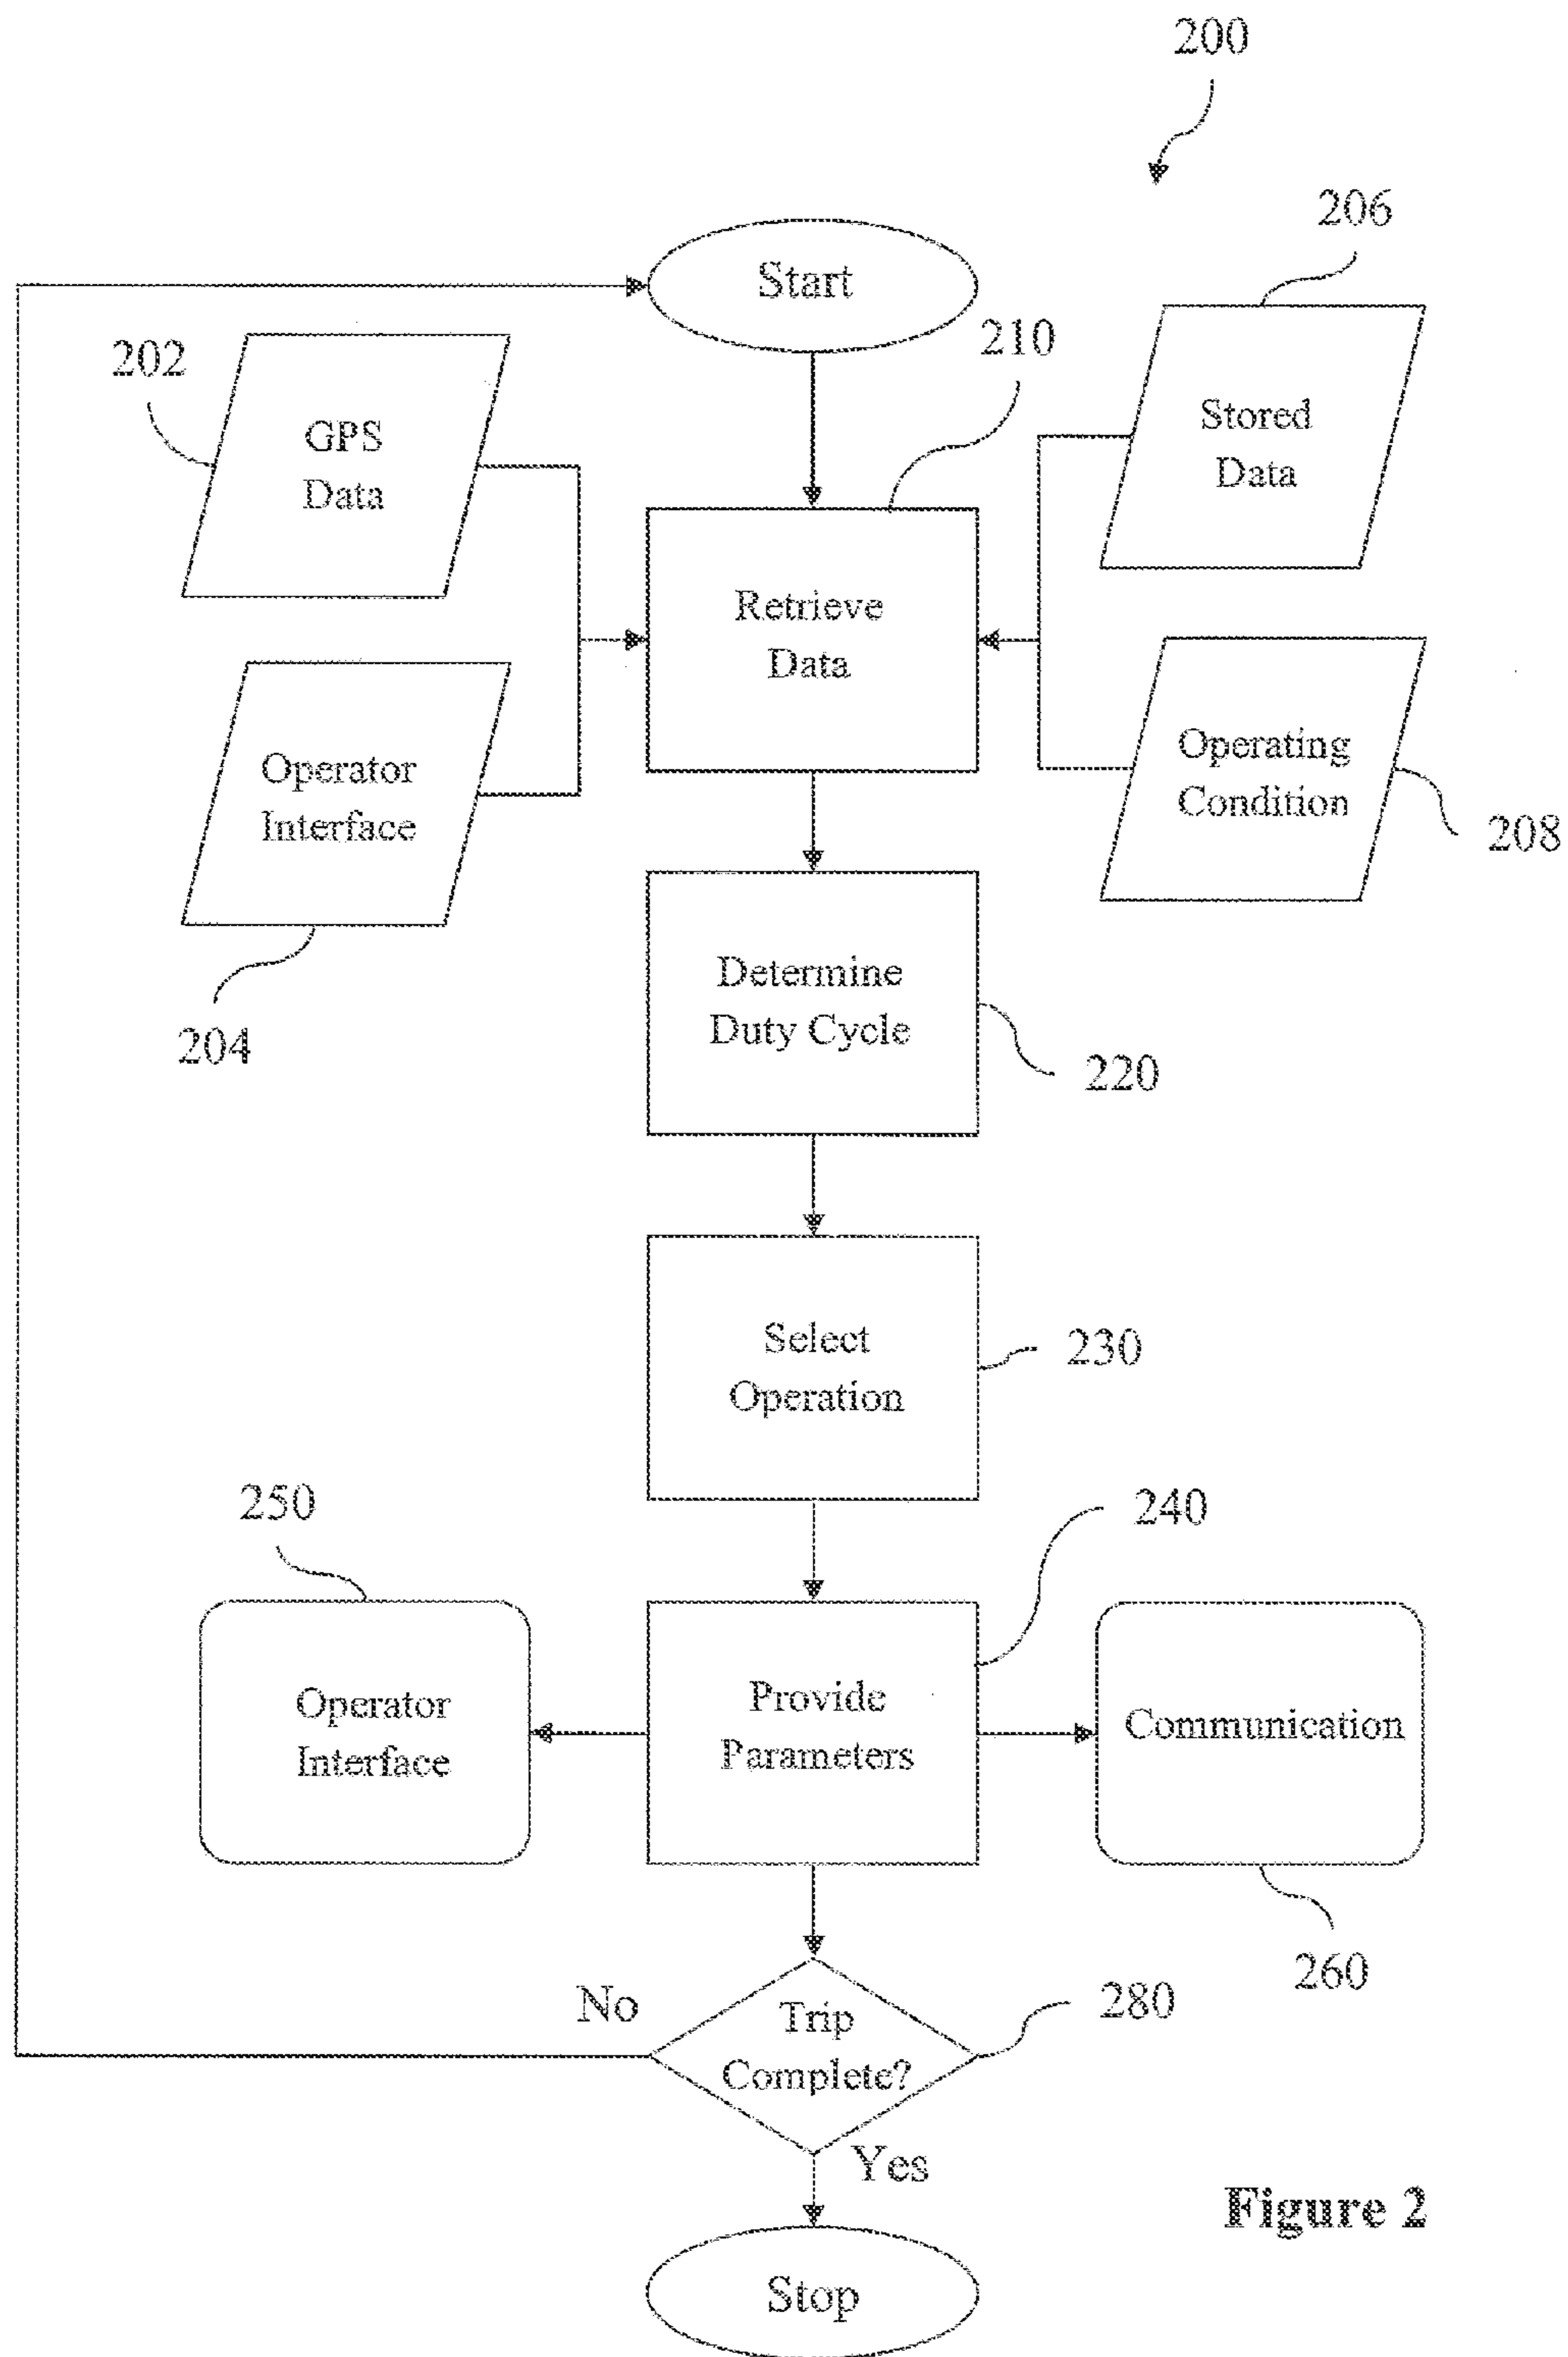 200
206
Start
210
202
GPS
Data
Stored
Data
Retrieve
Data
Operator
Interface
Operating
Condition
208
204
Determine
Duty Cycle
220
Select
Operation
230
250
240
Operator
Interface
Provide
Parameters
Communication
260
No
Trip
Complete?
280
Yes
Figure 2
Stop